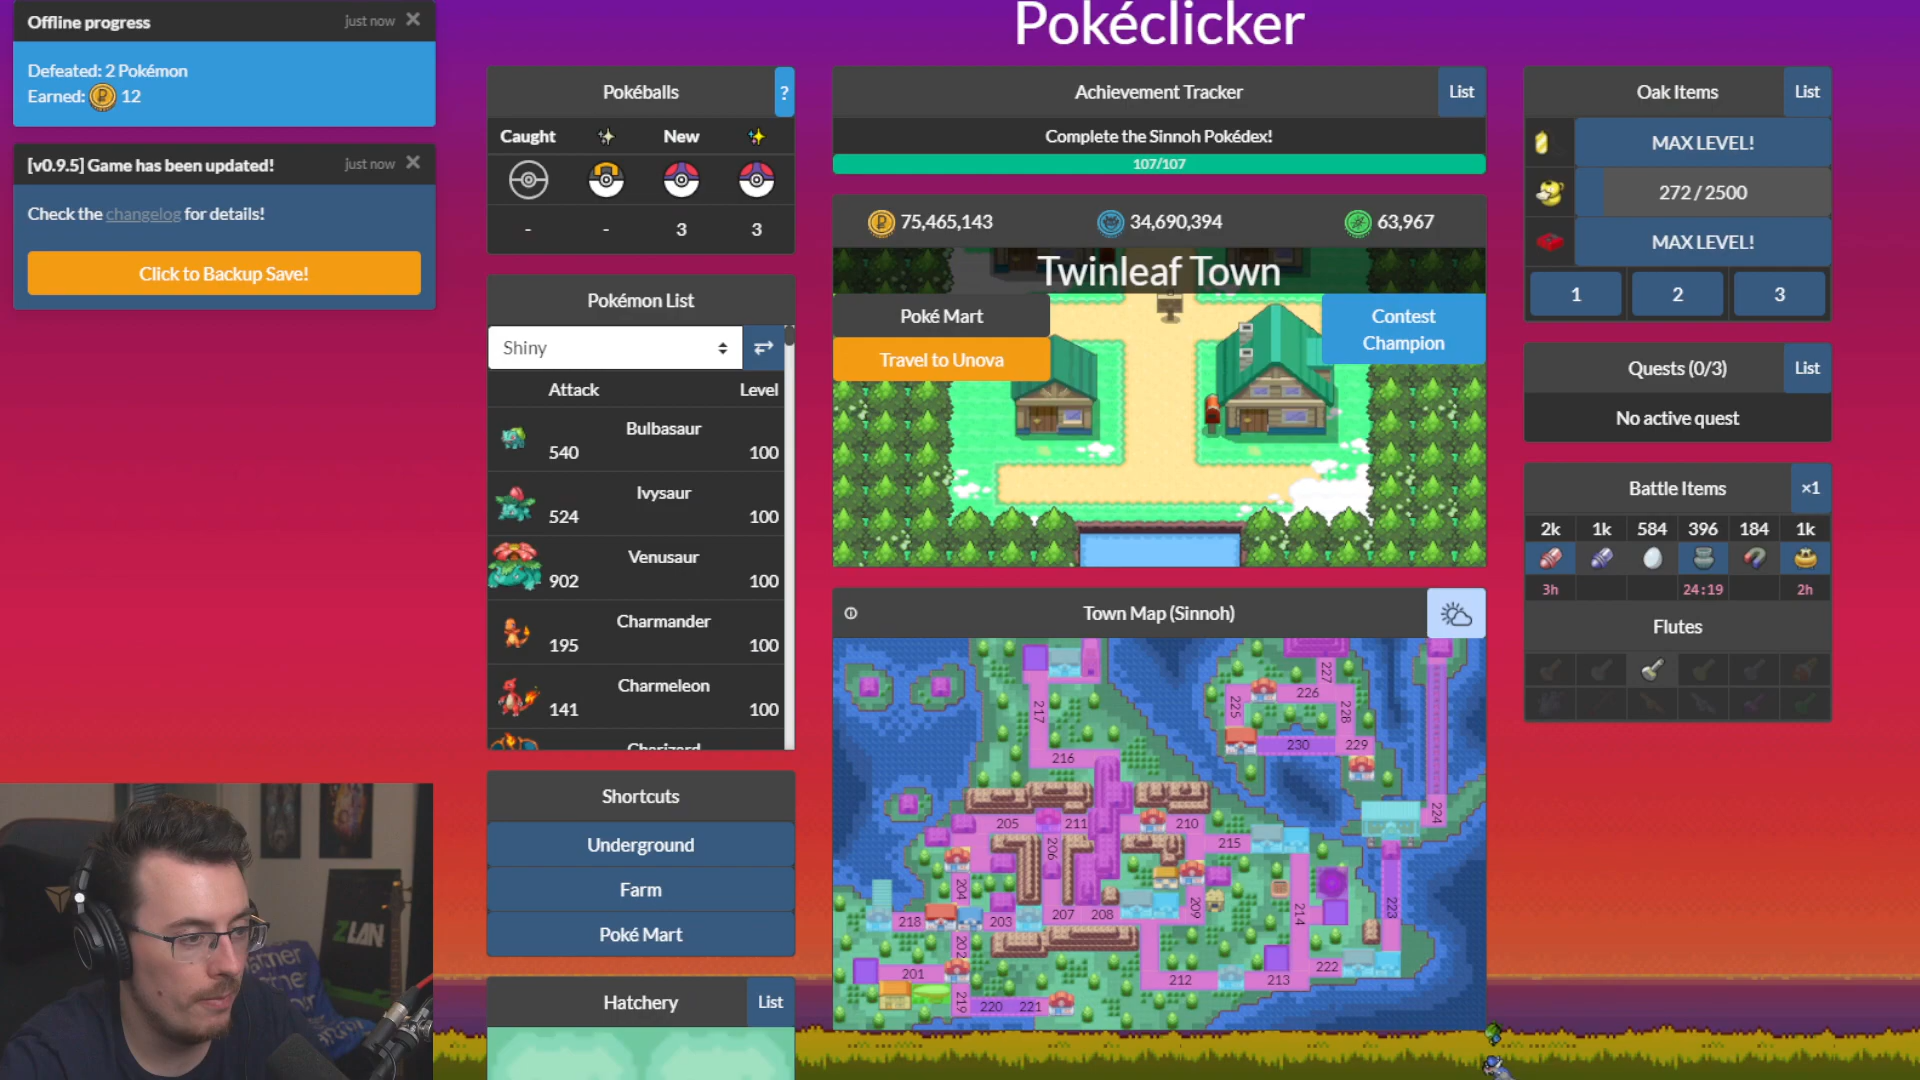 Offline progress
just now
Defeated: 2 Pokémon
Earned: 12
[v0.9.5] Game has been updated!
just now
Check the changelog for details!
Click to Backup Save!
Pokéclicker
Pokéballs
?
Caught New
- - 3 3
Pokémon List
Shiny
Attack Level
Bulbasaur
540 100
Ivysaur
524 100
Venusaur
902 100
Charmander
195 100
Charmeleon
141 100
Charizard
Shortcuts
Underground
Farm
Poké Mart
Hatchery
List
Achievement Tracker
List
Complete the Sinnoh Pokédex!
107/107
75,465,143 34,690,394 63,967
Twinleaf Town
Poké Mart
Travel to Unova
Contest
Champion
Town Map (Sinnoh)
227
226
225
228
217
230
229
216
224
205
211
210
206
215
204
209
214
223
218
203
207
208
202
201
222
212
213
219
220
221
Oak Items
List
MAX LEVEL!
272 / 2500
MAX LEVEL!
1 2 3
Quests (0/3)
List
No active quest
Battle Items
×1
2k 1k 584 396 184 1k
3h 24:19 2h
Flutes
ZLAN